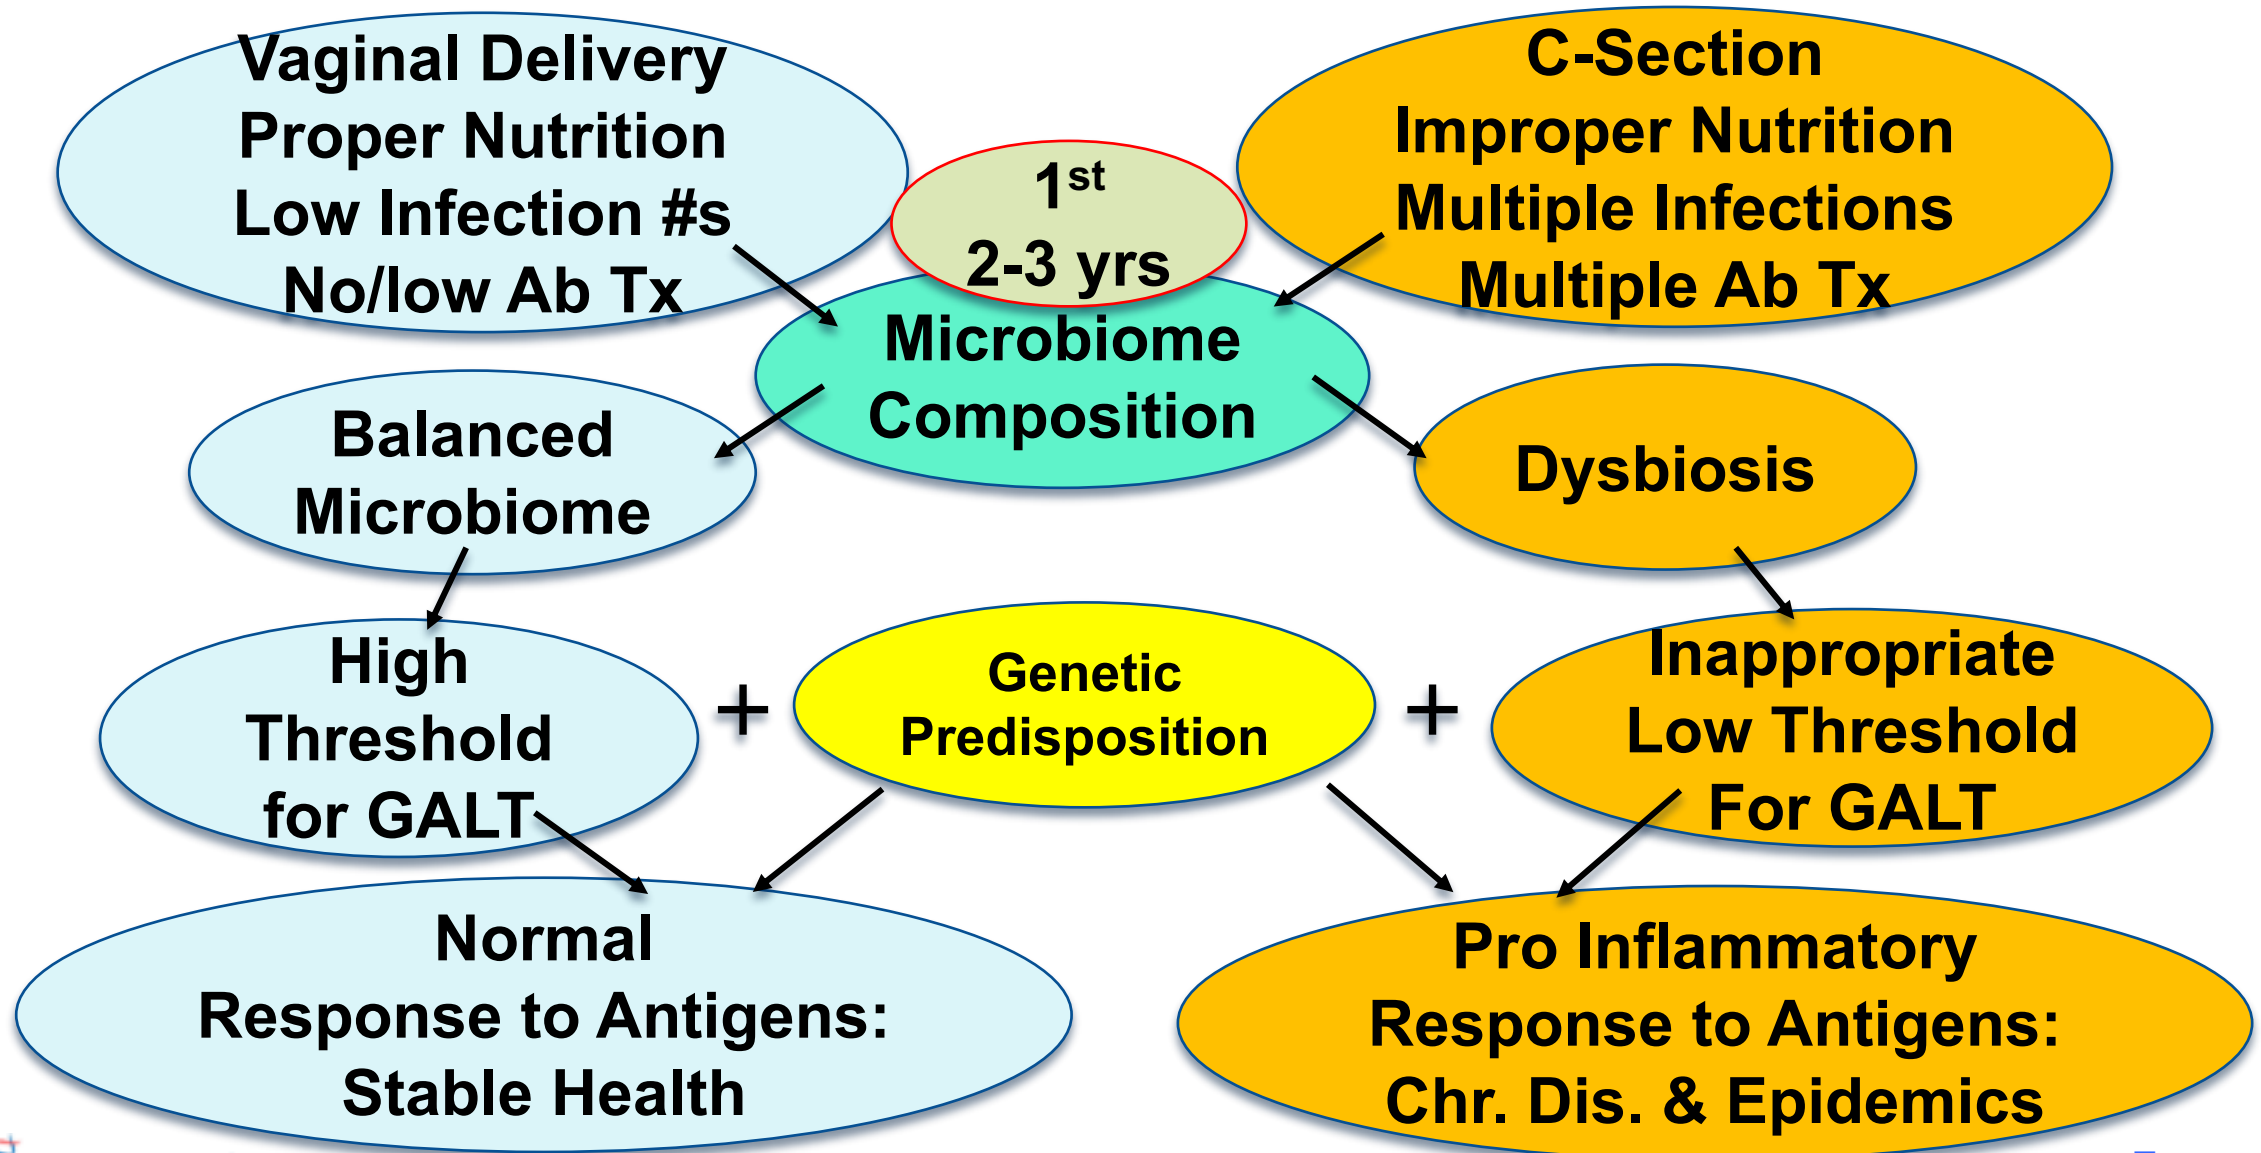 Vaginal Delivery
Proper Nutrition
Low Infection #s
No/low Ab Tx
1st
2-3 yrs
C-Section
Improper Nutrition
Multiple Infections
Multiple Ab Tx
Microbiome
Composition
Balanced
Microbiome
Dysbiosis
High
Threshold
for GALT
+
Genetic
Predisposition
+
Inappropriate
Low Threshold
For GALT
Normal
Response to Antigens:
Stable Health
Pro Inflammatory
Response to Antigens:
Chr. Dis. & Epidemics